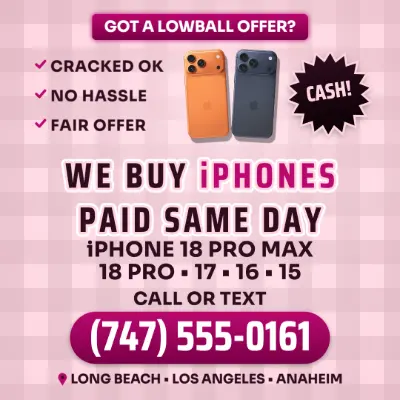 GOT A LOWBALL OFFER?
CRACKED OK
NO HASSLE
FAIR OFFER
CASH!
WE BUY iPHONES
PAID SAME DAY
iPHONE 18 PRO MAX
18 PRO ▪ 17 ▪ 16 ▪ 15
CALL OR TEXT
(747) 555-0161
LONG BEACH ▪ LOS ANGELES ▪ ANAHEIM